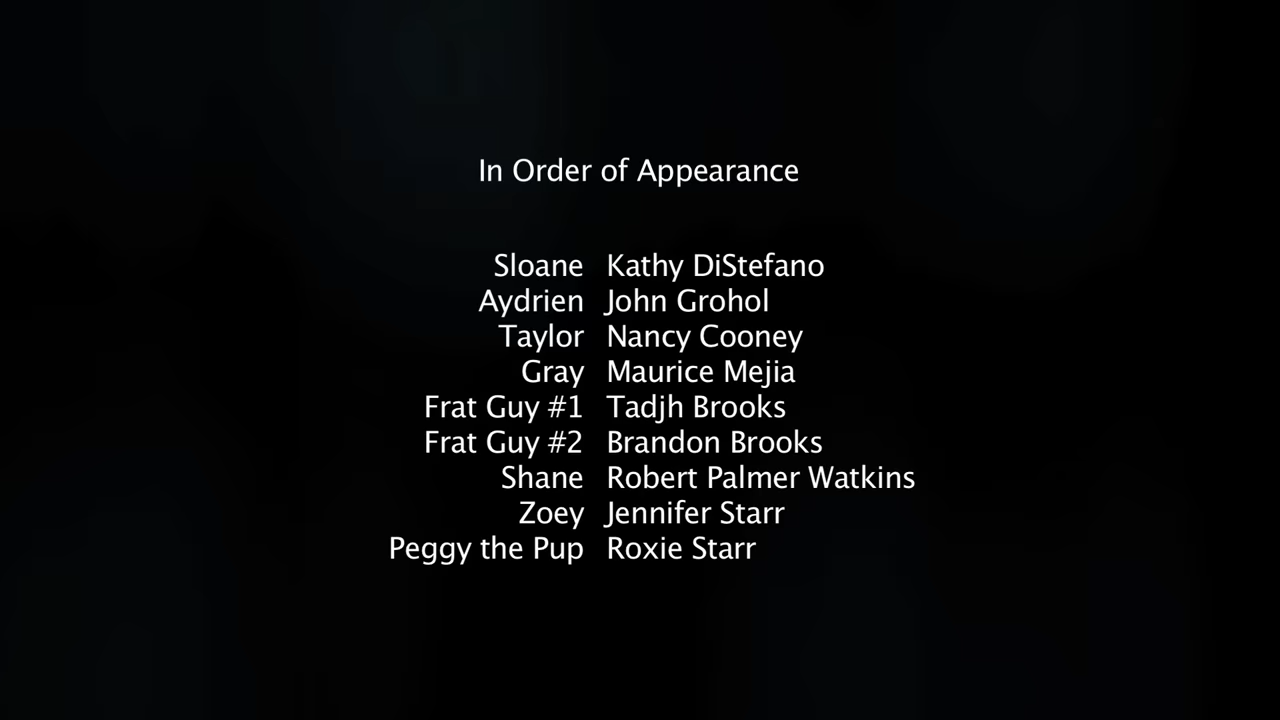 In Order of Appearance
Sloane Kathy DiStefano
Aydrien John Grohol
Taylor Nancy Cooney
Gray Maurice Mejia
Frat Guy #1 Tadjh Brooks
Frat Guy #2 Brandon Brooks
Shane Robert Palmer Watkins
Zoey Jennifer Starr
Peggy the Pup Roxie Starr